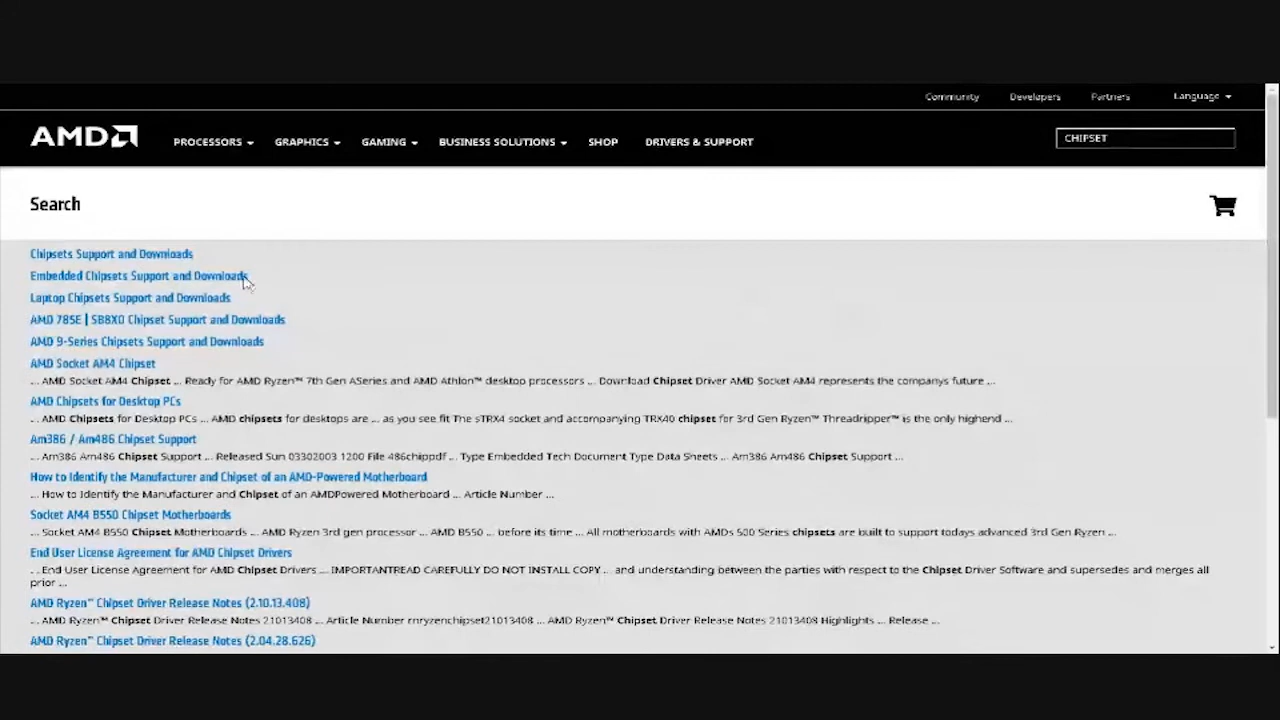 Community Developers Partners Language
AMD PROCESSORS GRAPHICS GAMING BUSINESS SOLUTIONS SHOP DRIVERS & SUPPORT CHIPSET
Search
Chipsets Support and Downloads
Embedded Chipsets Support and Downloads
Laptop Chipsets Support and Downloads
AMD 785E | SB8X0 Chipset Support and Downloads
AMD 9-Series Chipsets Support and Downloads
AMD Socket AM4 Chipset
... AMD Socket AM4 Chipset ... Ready for AMD Ryzen™ 7th Gen ASeries and AMD Athlon™ desktop processors ... Download Chipset Driver AMD Socket AM4 represents the companys future ...
AMD Chipsets for Desktop PCs
... AMD Chipsets for Desktop PCs ... AMD chipsets for desktops are ... as you see fit The sTRX4 socket and accompanying TRX40 chipset for 3rd Gen Ryzen™ Threadripper™ is the only highend ...
Am386 / Am486 Chipset Support
... Am386 Am486 Chipset Support ... Released Sun 03302003 1200 File 486chippdf ... Type Embedded Tech Document Type Data Sheets ... Am386 Am486 Chipset Support ...
How to Identify the Manufacturer and Chipset of an AMD-Powered Motherboard
... How to Identify the Manufacturer and Chipset of an AMDPowered Motherboard ... Article Number ...
Socket AM4 B550 Chipset Motherboards
... Socket AM4 B550 Chipset Motherboards ... AMD Ryzen 3rd gen processor ... AMD B550 ... before its time ... All motherboards with AMDs 500 Series chipsets are built to support todays advanced 3rd Gen Ryzen ...
End User License Agreement for AMD Chipset Drivers
... End User License Agreement for AMD Chipset Drivers ... IMPORTANTREAD CAREFULLY DO NOT INSTALL COPY ... and understanding between the parties with respect to the Chipset Driver Software and supersedes and merges all
prior ...
AMD Ryzen™ Chipset Driver Release Notes (2.10.13.408)
... AMD Ryzen™ Chipset Driver Release Notes 21013408 ... Article Number rnryzenchipset21013408 ... AMD Ryzen™ Chipset Driver Release Notes 21013408 Highlights ... Release ...
AMD Ryzen™ Chipset Driver Release Notes (2.04.28.626)